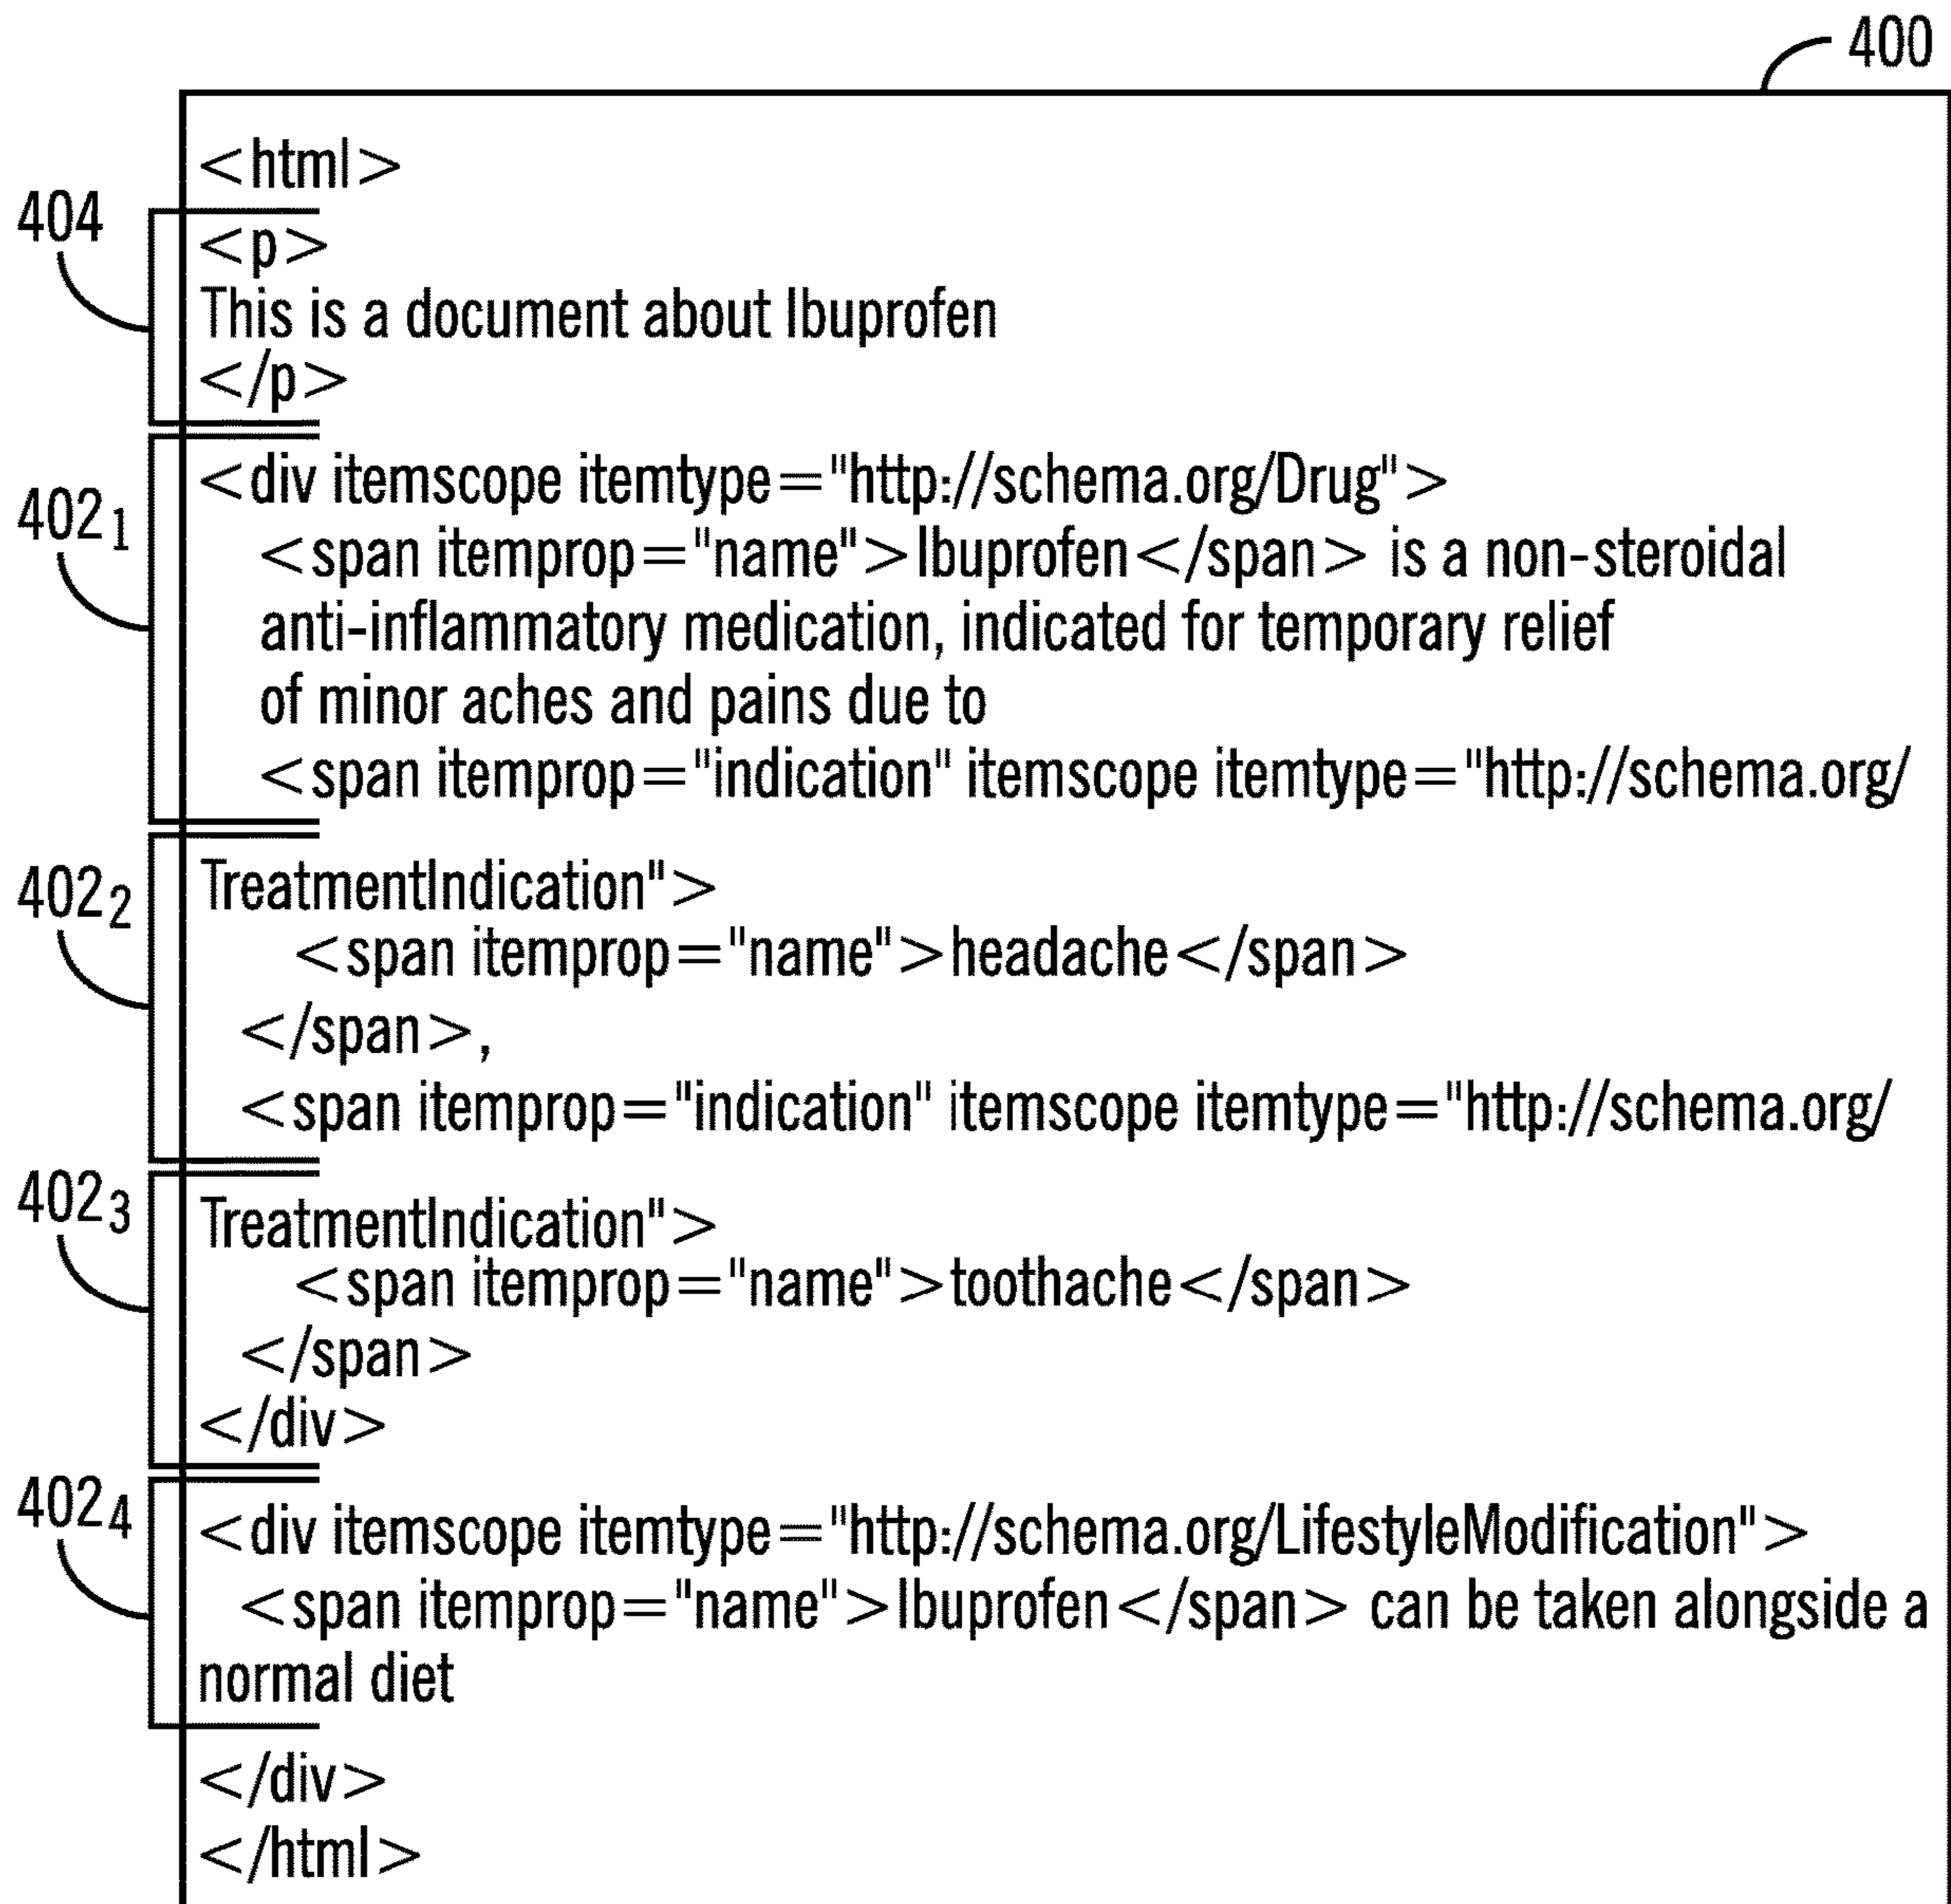 400
<html>
404
<p>
This is a document about Ibuprofen
</p>
402₁
<div itemscope itemtype="http://schema.org/Drug">
<span itemprop="name">Ibuprofen</span> is a non-steroidal
anti-inflammatory medication, indicated for temporary relief
of minor aches and pains due to
<span itemprop="indication" itemscope itemtype="http://schema.org/
402₂
TreatmentIndication">
<span itemprop="name">headache</span>
</span>,
<span itemprop="indication" itemscope itemtype="http://schema.org/
402₃
TreatmentIndication">
<span itemprop="name">toothache</span>
</span>
</div>
402₄
<div itemscope itemtype="http://schema.org/LifestyleModification">
<span itemprop="name">Ibuprofen</span> can be taken alongside a
normal diet
</div>
</html>